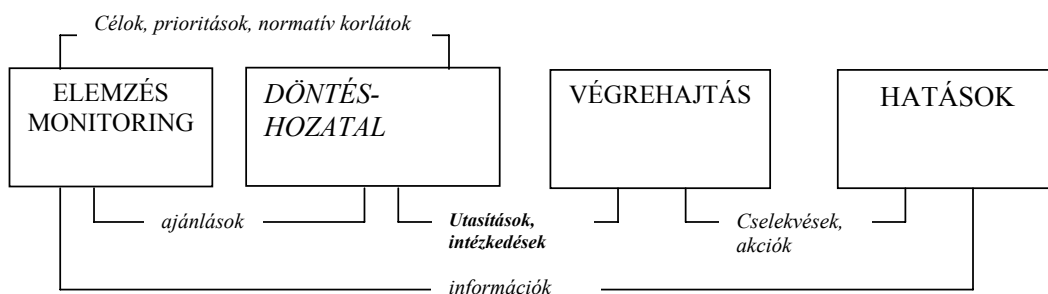 Célok, prioritások, normatív korlátok
ELEMZÉS
MONITORING
DÖNTÉS-
HOZATAL
VÉGREHAJTÁS
HATÁSOK
ajánlások
Utasítások,
intézkedések
Cselekvések,
akciók
információk